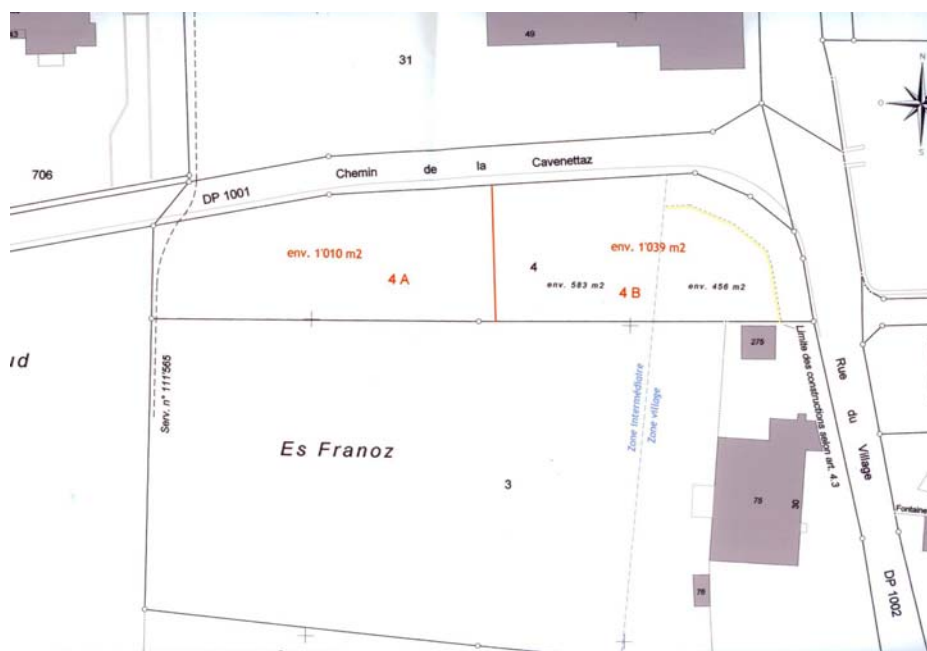 43
49
31
N
O
S
706
DP 1001
Chemin de la Cavenettaz
env. 1'010 m2
4 A
4
env. 1'039 m2
env. 583 m2
4 B
env. 456 m2
ud
Serv. n° 111'565
Es Franoz
3
Zone intermédiaire
Zone village
275
Limite des constructions selon art. 4.3
Rue du Village
75
30
76
Fontaine
DP 1002